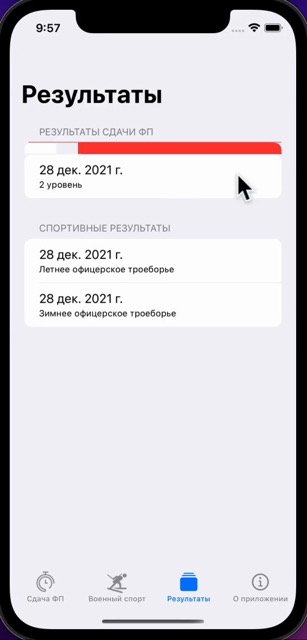 9:57
Результаты
РЕЗУЛЬТАТЫ СДАЧИ ФП
28 дек. 2021 г.
2 уровень
СПОРТИВНЫЕ РЕЗУЛЬТАТЫ
28 дек. 2021 г.
Летнее офицерское троеборье
28 дек. 2021 г.
Зимнее офицерское троеборье
Сдача ФП
Военный спорт
Результаты
О приложении